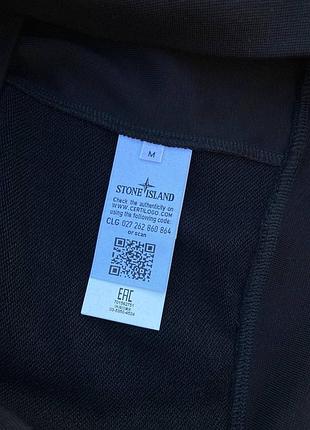 M
STONE ISLAND
Check the authenticity on
WWW.CERTILOGO.COM
using the following code:
CLG 027 262 860 864
or scan
EAC